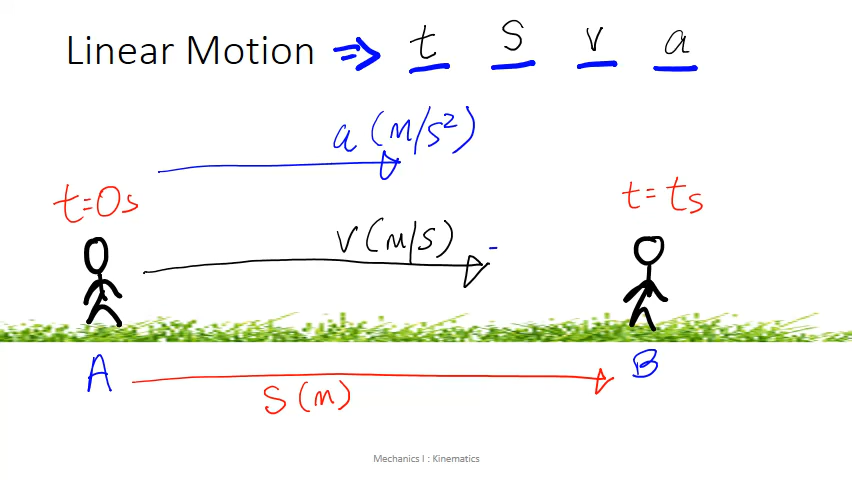 Linear Motion ⇒ t s v a
a (m/s²)
t=0s
t= ts
v (m/s)
A
B
s (m)
Mechanics I : Kinematics